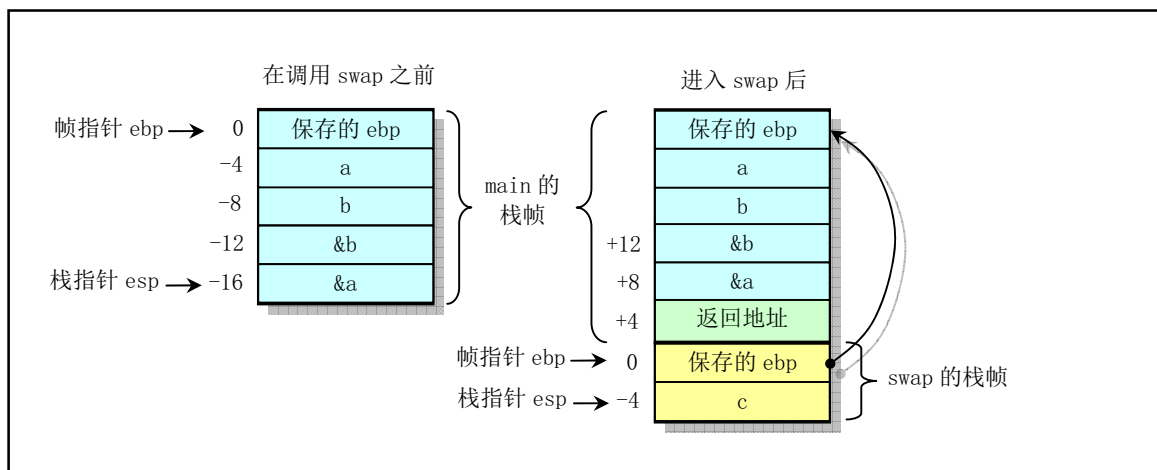 在调用 swap 之前
帧指针 ebp
0
保存的 ebp
-4
a
-8
b
-12
&b
栈指针 esp
-16
&a
main 的
栈帧
进入 swap 后
保存的 ebp
a
b
+12
&b
+8
&a
+4
返回地址
帧指针 ebp
0
保存的 ebp
栈指针 esp
-4
c
swap 的栈帧